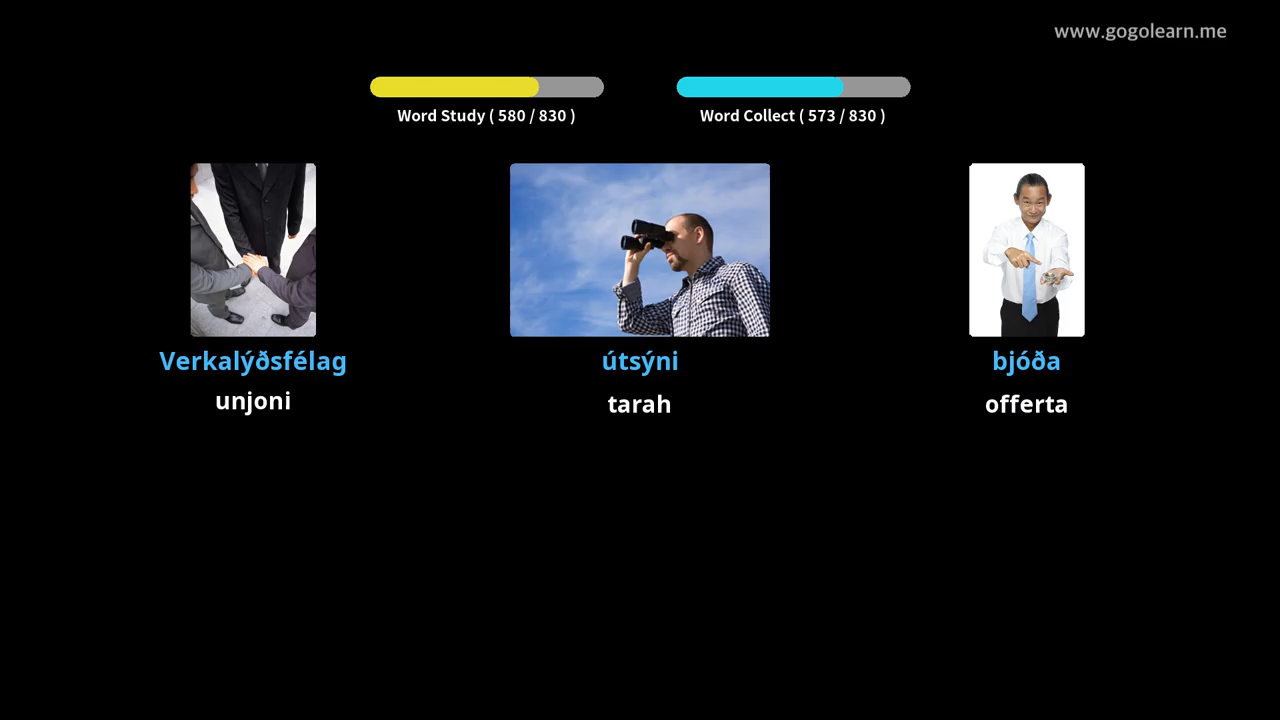 www.gogolearn.me
Word Study ( 580 / 830 )
Word Collect ( 573 / 830 )
Verkalýðsfélag
útsýni
bjóða
unjoni
tarah
offerta